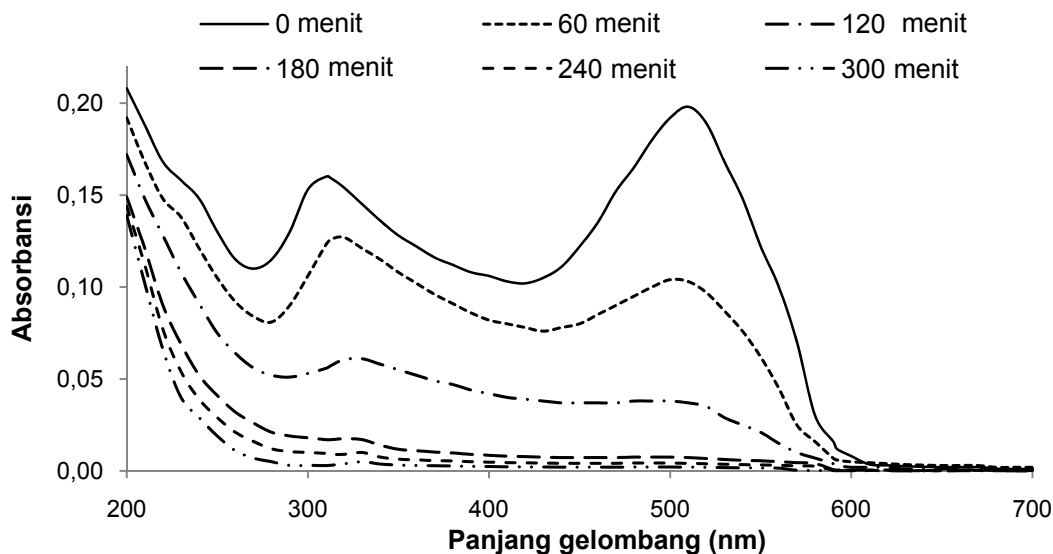 0 menit 60 menit 120 menit
180 menit 240 menit 300 menit
0,20
0,15
0,10
0,05
0,00
Absorbansi
200 300 400 500 600 700
Panjang gelombang (nm)